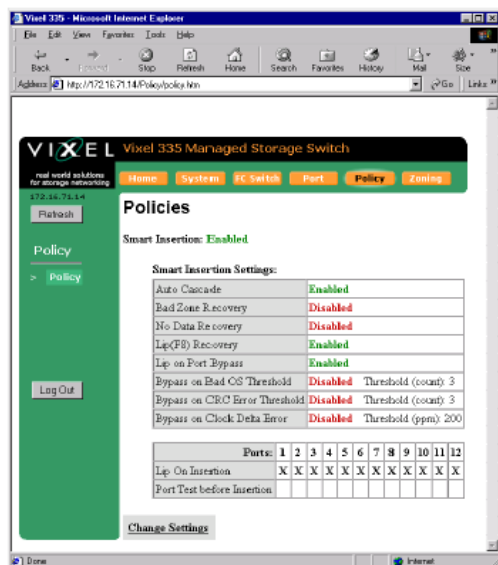 Vixel 335 - Microsoft Internet Explorer
File Edit View Favorites Tools Help
Back Forward Stop Refresh Home Search Favorites History Mail Size
Address http://172.16.71.14/Policy/policy.htm Go Links
VIXEL Vixel 335 Managed Storage Switch
real world solutions
for storage networking
Home System FC Switch Port Policy Zoning
172.16.71.14
Refresh
Policies
Smart Insertion: Enabled
Policy
> Policy
Log Out
Smart Insertion Settings:
Auto Cascade Enabled
Bad Zone Recovery Disabled
No Data Recovery Disabled
Lip(F8) Recovery Enabled
Lip on Port Bypass Enabled
Bypass on Bad OS Threshold Disabled Threshold (count): 3
Bypass on CRC Error Threshold Disabled Threshold (count): 3
Bypass on Clock Delta Error Disabled Threshold (ppm): 200
Ports: 1 2 3 4 5 6 7 8 9 10 11 12
Lip On Insertion X X X X X X X X X X X X
Port Test before Insertion
Change Settings
Done Internet